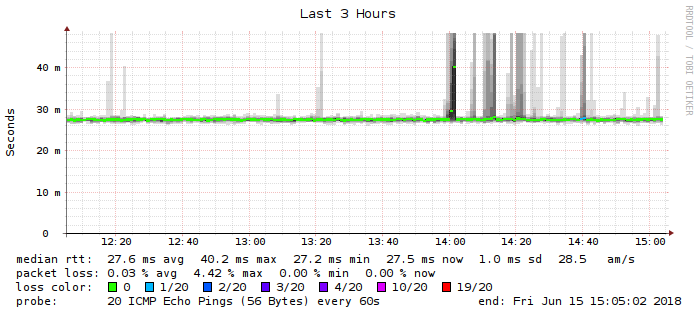 Last 3 Hours
RRDTOOL / TOBI OETIKER
Seconds
40 m
30 m
20 m
10 m
0
12:20 12:40 13:00 13:20 13:40 14:00 14:20 14:40 15:00
median rtt: 27.6 ms avg 40.2 ms max 27.2 ms min 27.5 ms now 1.0 ms sd 28.5 am/s
packet loss: 0.03 % avg 4.42 % max 0.00 % min 0.00 % now
loss color: 0 1/20 2/20 3/20 4/20 10/20 19/20
probe: 20 ICMP Echo Pings (56 Bytes) every 60s end: Fri Jun 15 15:05:02 2018